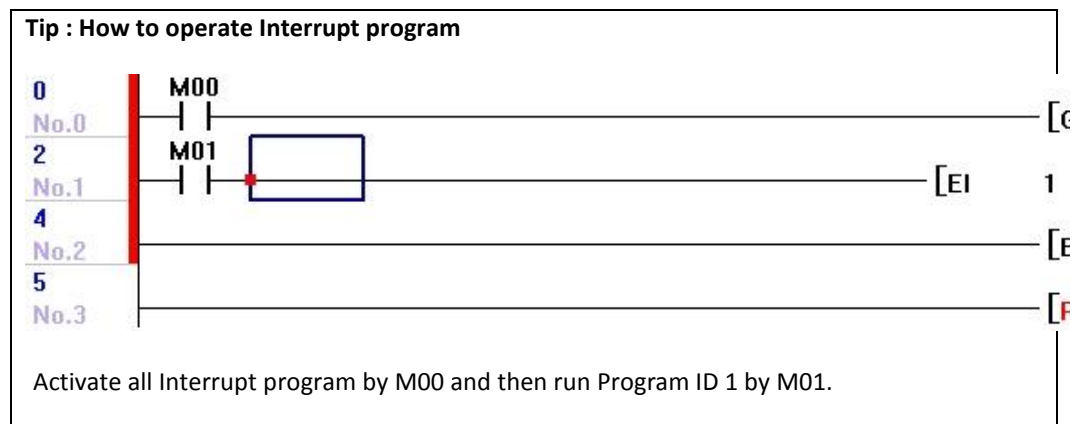 Tip : How to operate Interrupt program
0 M00
No.0 [G
2 M01
No.1 [EI 1
4
No.2 [E
5
No.3 [P
Activate all Interrupt program by M00 and then run Program ID 1 by M01.